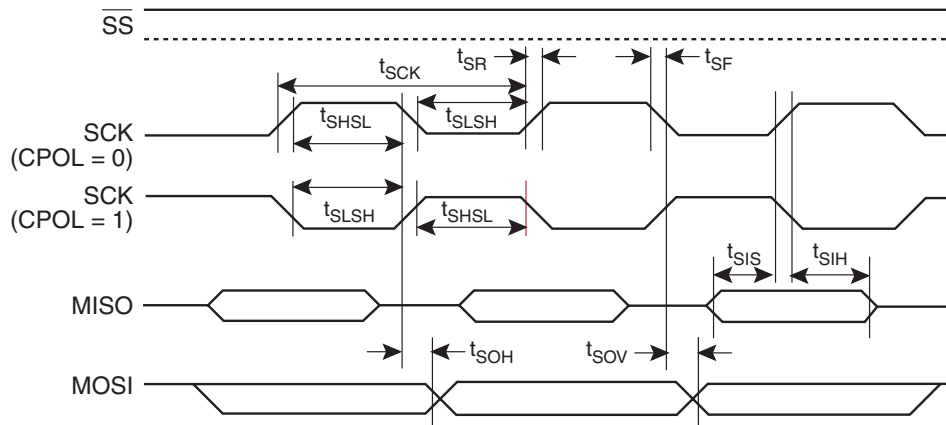 SS
tSR
tSF
tSCK
tSHSL
tSLSH
SCK
(CPOL = 0)
SCK
(CPOL = 1)
tSLSH
tSHSL
tSIS
tSIH
MISO
tSOH
tSOV
MOSI